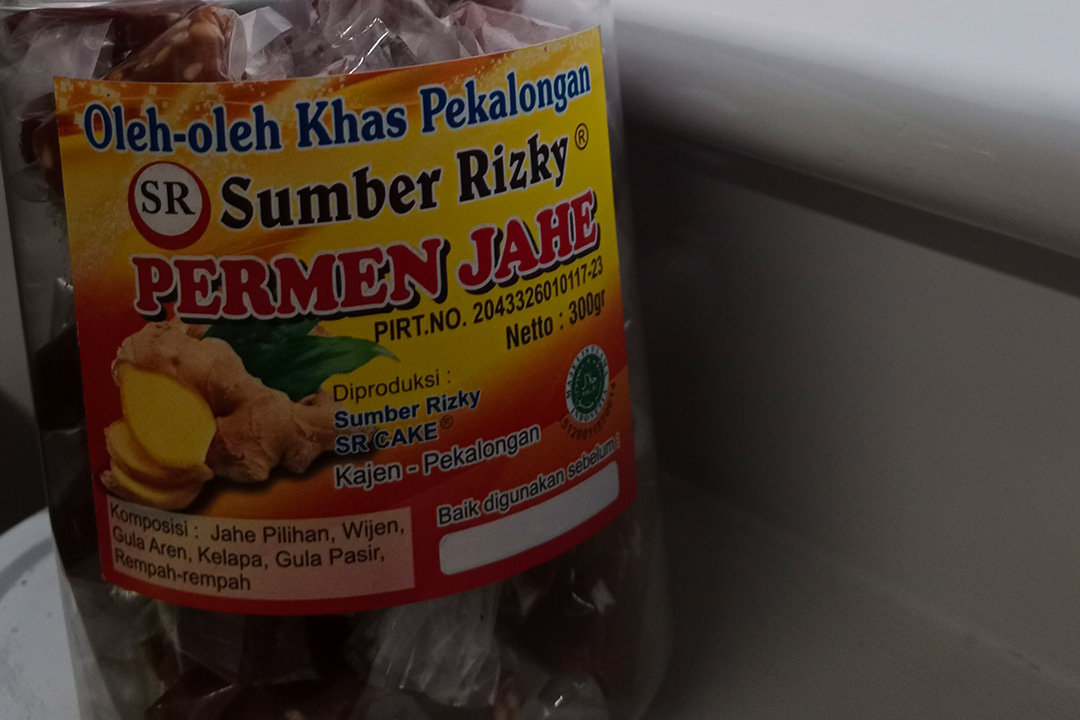 Oleh-oleh Khas Pekalongan
SR Sumber Rizky ®
PERMEN JAHE
PIRT.NO. 2043326010117-23
Netto : 300gr
Diproduksi :
Sumber Rizky
SR CAKE ®
Kajen - Pekalongan
Baik digunakan sebelum :
Komposisi : Jahe Pilihan, Wijen,
Gula Aren, Kelapa, Gula Pasir,
Rempah-rempah